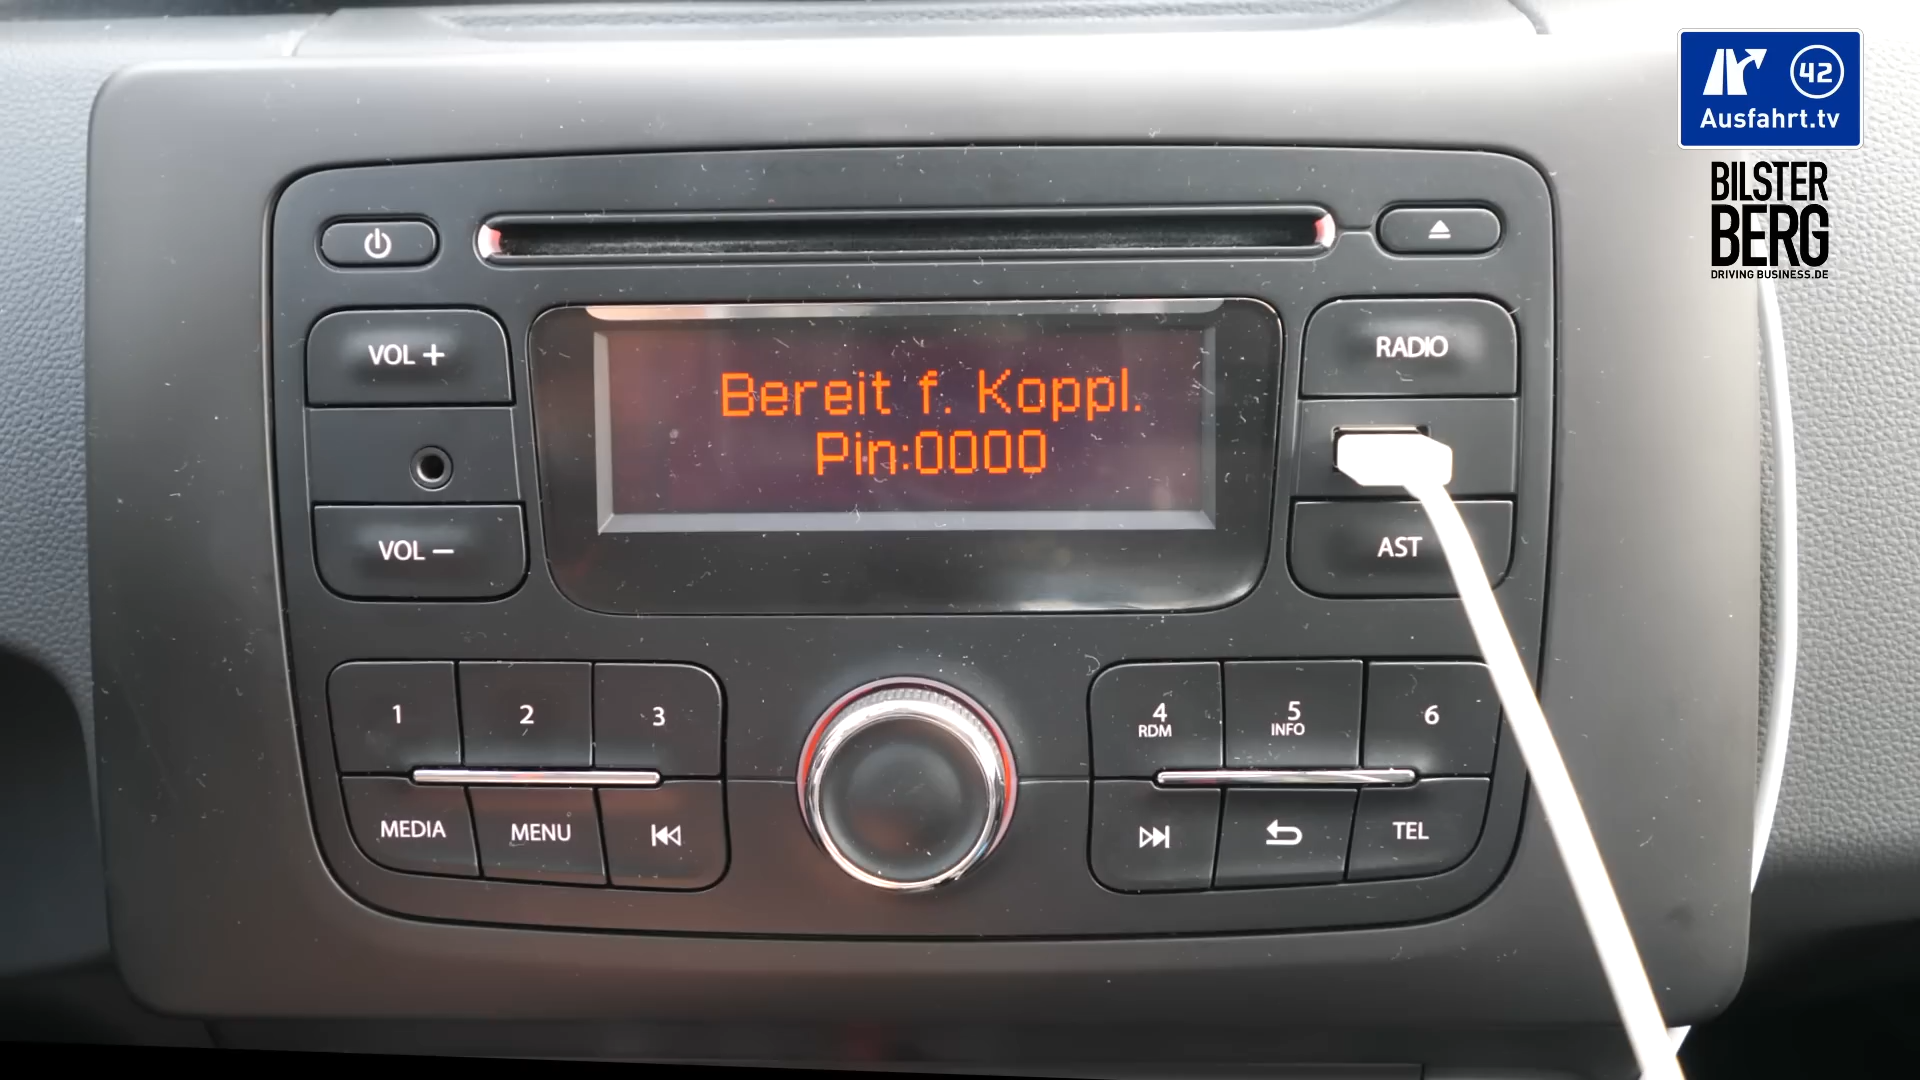 42
Ausfahrt.tv
BILSTER
BERG
DRIVING BUSINESS.DE
VOL +
RADIO
Bereit f. Koppl.
Pin:0000
VOL −
AST
1
2
3
4
RDM
5
INFO
6
MEDIA
MENU
TEL